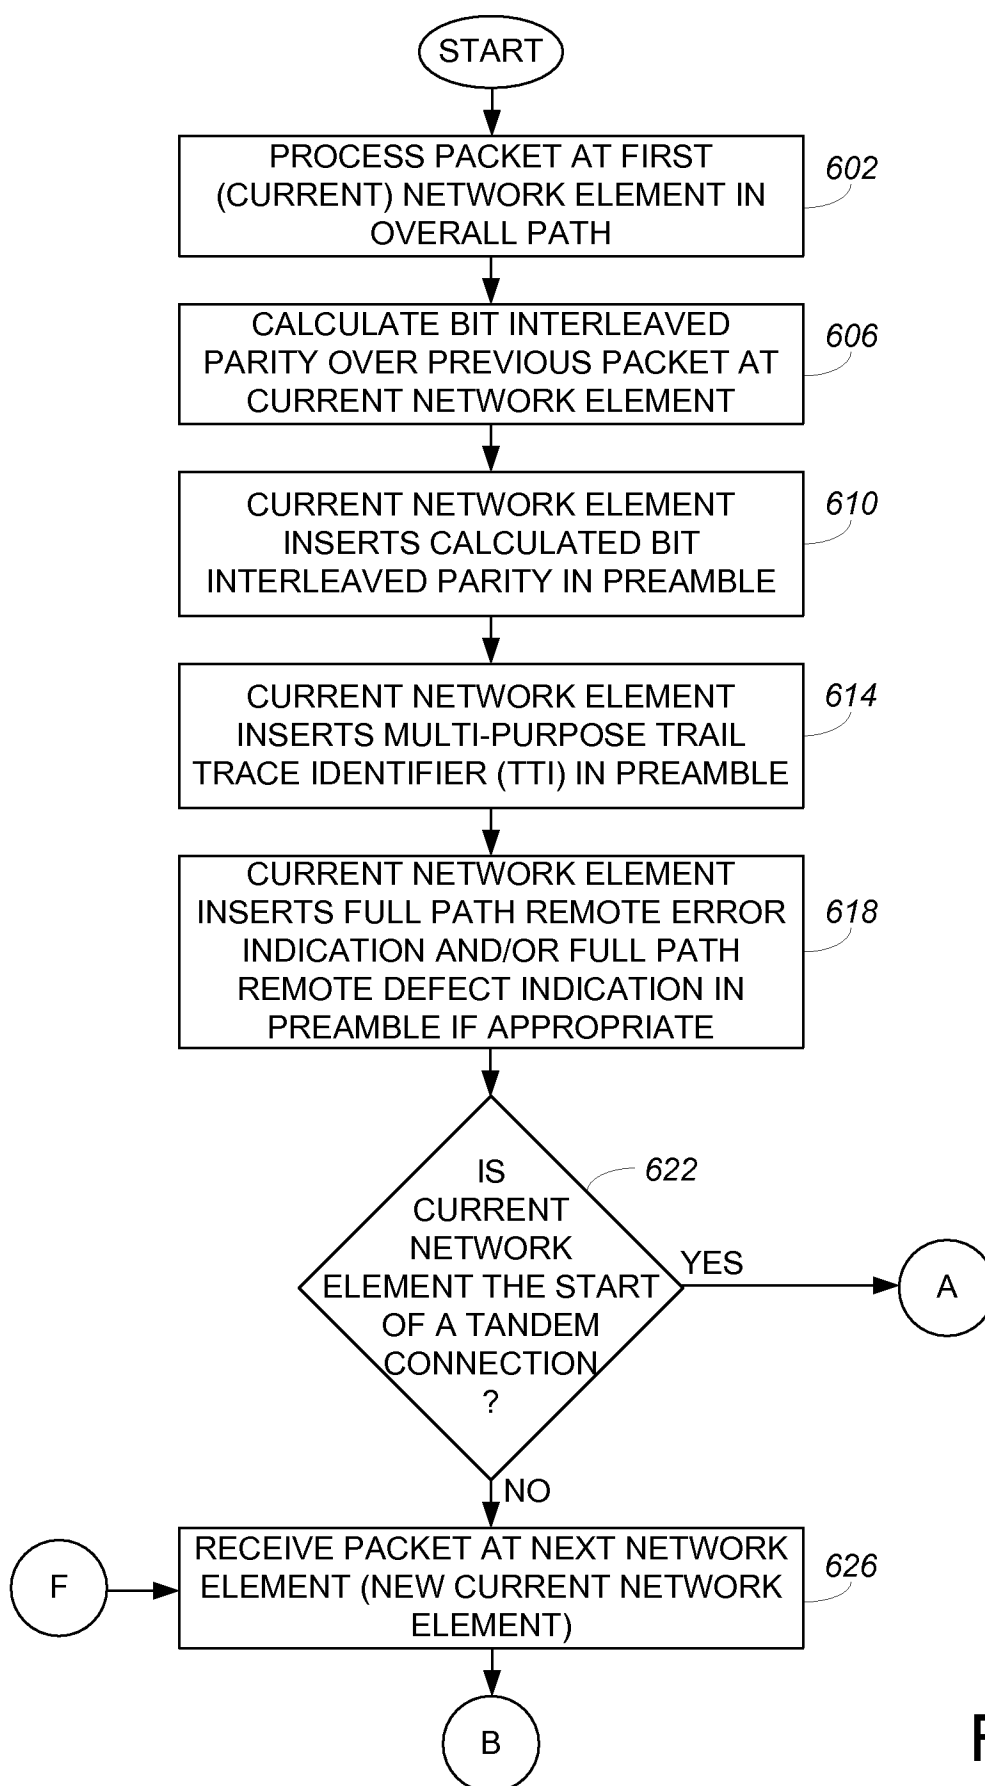 START
PROCESS PACKET AT FIRST
(CURRENT) NETWORK ELEMENT IN
OVERALL PATH
602
CALCULATE BIT INTERLEAVED
PARITY OVER PREVIOUS PACKET AT
CURRENT NETWORK ELEMENT
606
CURRENT NETWORK ELEMENT
INSERTS CALCULATED BIT
INTERLEAVED PARITY IN PREAMBLE
610
CURRENT NETWORK ELEMENT
INSERTS MULTI-PURPOSE TRAIL
TRACE IDENTIFIER (TTI) IN PREAMBLE
614
CURRENT NETWORK ELEMENT
INSERTS FULL PATH REMOTE ERROR
INDICATION AND/OR FULL PATH
REMOTE DEFECT INDICATION IN
PREAMBLE IF APPROPRIATE
618
IS
CURRENT
NETWORK
ELEMENT THE START
OF A TANDEM
CONNECTION
?
622
YES
A
NO
F
RECEIVE PACKET AT NEXT NETWORK
ELEMENT (NEW CURRENT NETWORK
ELEMENT)
626
B